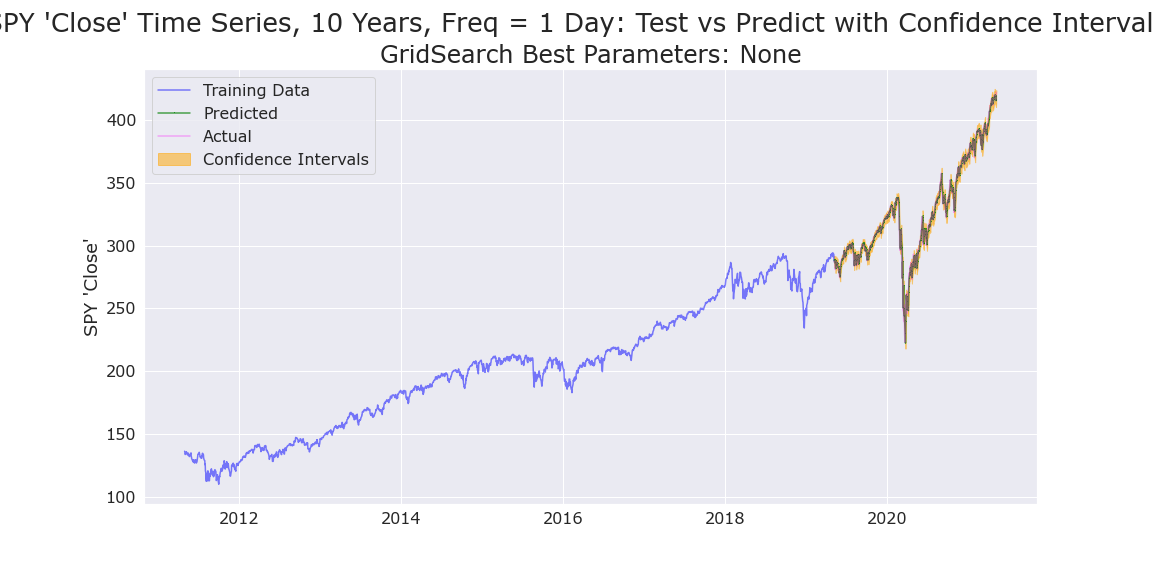 SPY 'Close' Time Series, 10 Years, Freq = 1 Day: Test vs Predict with Confidence Interval
GridSearch Best Parameters: None
Training Data
Predicted
Actual
Confidence Intervals
SPY 'Close'
400
350
300
250
200
150
100
2012
2014
2016
2018
2020